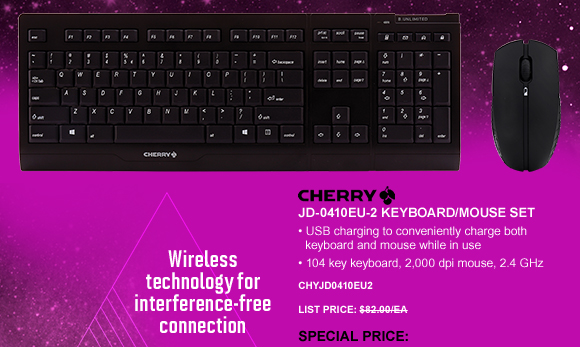 B.UNLIMITED
CHERRY
CHERRY
JD-0410EU-2 KEYBOARD/MOUSE SET
• USB charging to conveniently charge both
keyboard and mouse while in use
• 104 key keyboard, 2,000 dpi mouse, 2.4 GHz
CHYJD0410EU2
LIST PRICE: $82.00/EA
SPECIAL PRICE:
Wireless
technology for
interference-free
connection